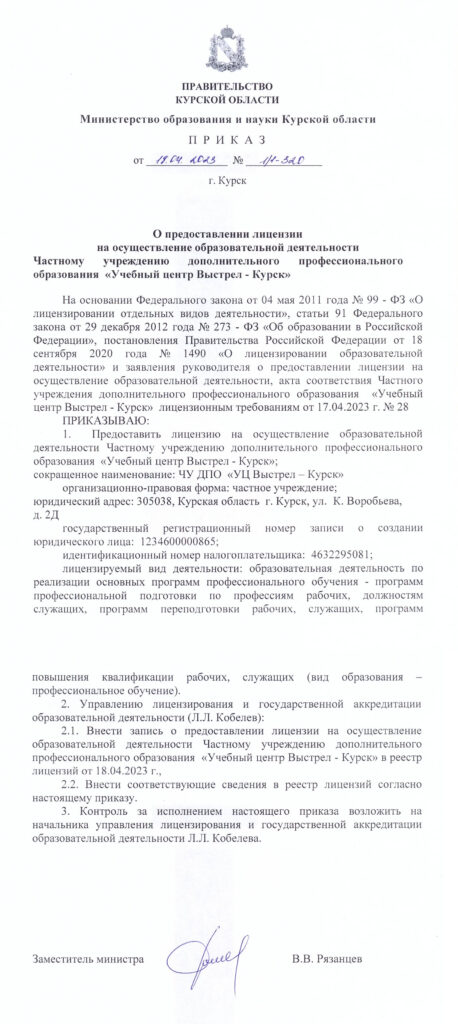 ПРАВИТЕЛЬСТВО
КУРСКОЙ ОБЛАСТИ
Министерство образования и науки Курской области
П Р И К А З
от 19.04 2023 № 1/1-320
г. Курск
О предоставлении лицензии
на осуществление образовательной деятельности
Частному учреждению дополнительного профессионального
образования «Учебный центр Выстрел - Курск»
На основании Федерального закона от 04 мая 2011 года № 99 - ФЗ «О
лицензировании отдельных видов деятельности», статьи 91 Федерального
закона от 29 декабря 2012 года № 273 - ФЗ «Об образовании в Российской
Федерации», постановления Правительства Российской Федерации от 18
сентября 2020 года № 1490 «О лицензировании образовательной
деятельности» и заявления руководителя о предоставлении лицензии на
осуществление образовательной деятельности, акта соответствия Частного
учреждения дополнительного профессионального образования «Учебный
центр Выстрел - Курск» лицензионным требованиям от 17.04.2023 г. № 28
ПРИКАЗЫВАЮ:
1. Предоставить лицензию на осуществление образовательной
деятельности Частному учреждению дополнительного профессионального
образования «Учебный центр Выстрел - Курск»;
сокращенное наименование: ЧУ ДПО «УЦ Выстрел – Курск»
организационно-правовая форма: частное учреждение;
юридический адрес: 305038, Курская область г. Курск, ул. К. Воробьева,
д. 2Д
государственный регистрационный номер записи о создании
юридического лица: 1234600000865;
идентификационный номер налогоплательщика: 4632295081;
лицензируемый вид деятельности: образовательная деятельность по
реализации основных программ профессионального обучения - программ
профессиональной подготовки по профессиям рабочих, должностям
служащих, программ переподготовки рабочих, служащих, программ
повышения квалификации рабочих, служащих (вид образования –
профессиональное обучение).
2. Управлению лицензирования и государственной аккредитации
образовательной деятельности (Л.Л. Кобелев):
2.1. Внести запись о предоставлении лицензии на осуществление
образовательной деятельности Частному учреждению дополнительного
профессионального образования «Учебный центр Выстрел - Курск» в реестр
лицензий от 18.04.2023 г.,
2.2. Внести соответствующие сведения в реестр лицензий согласно
настоящему приказу.
3. Контроль за исполнением настоящего приказа возложить на
начальника управления лицензирования и государственной аккредитации
образовательной деятельности Л.Л. Кобелева.
Заместитель министра В.В. Рязанцев